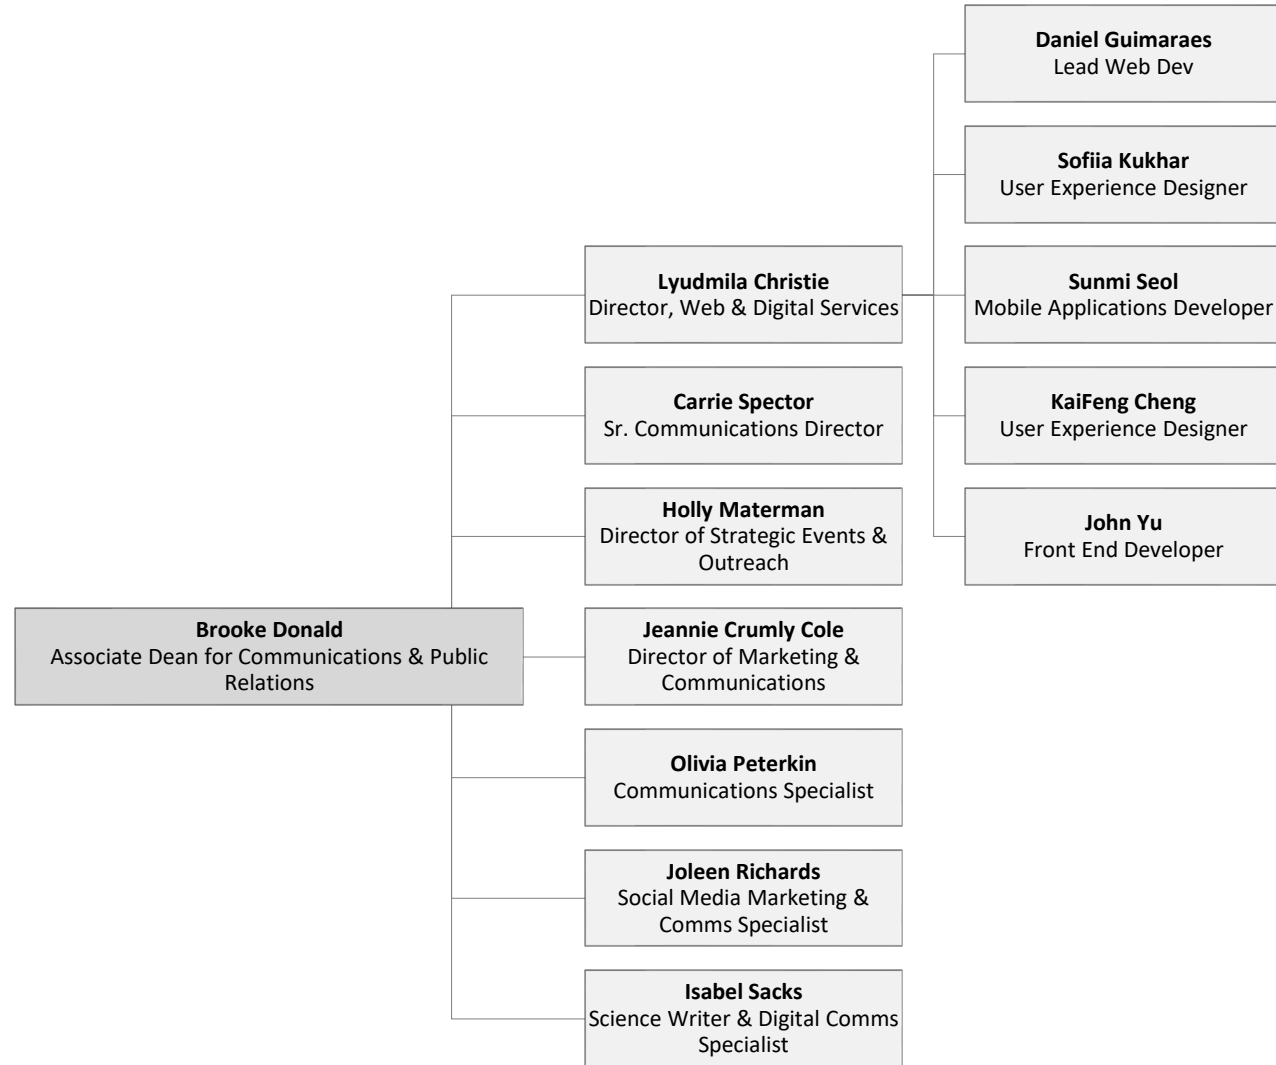 Brooke Donald
Associate Dean for Communications & Public
Relations
Lyudmila Christie
Director, Web & Digital Services
Carrie Spector
Sr. Communications Director
Holly Materman
Director of Strategic Events &
Outreach
Jeannie Crumly Cole
Director of Marketing &
Communications
Olivia Peterkin
Communications Specialist
Joleen Richards
Social Media Marketing &
Comms Specialist
Isabel Sacks
Science Writer & Digital Comms
Specialist
Daniel Guimaraes
Lead Web Dev
Sofiia Kukhar
User Experience Designer
Sunmi Seol
Mobile Applications Developer
KaiFeng Cheng
User Experience Designer
John Yu
Front End Developer